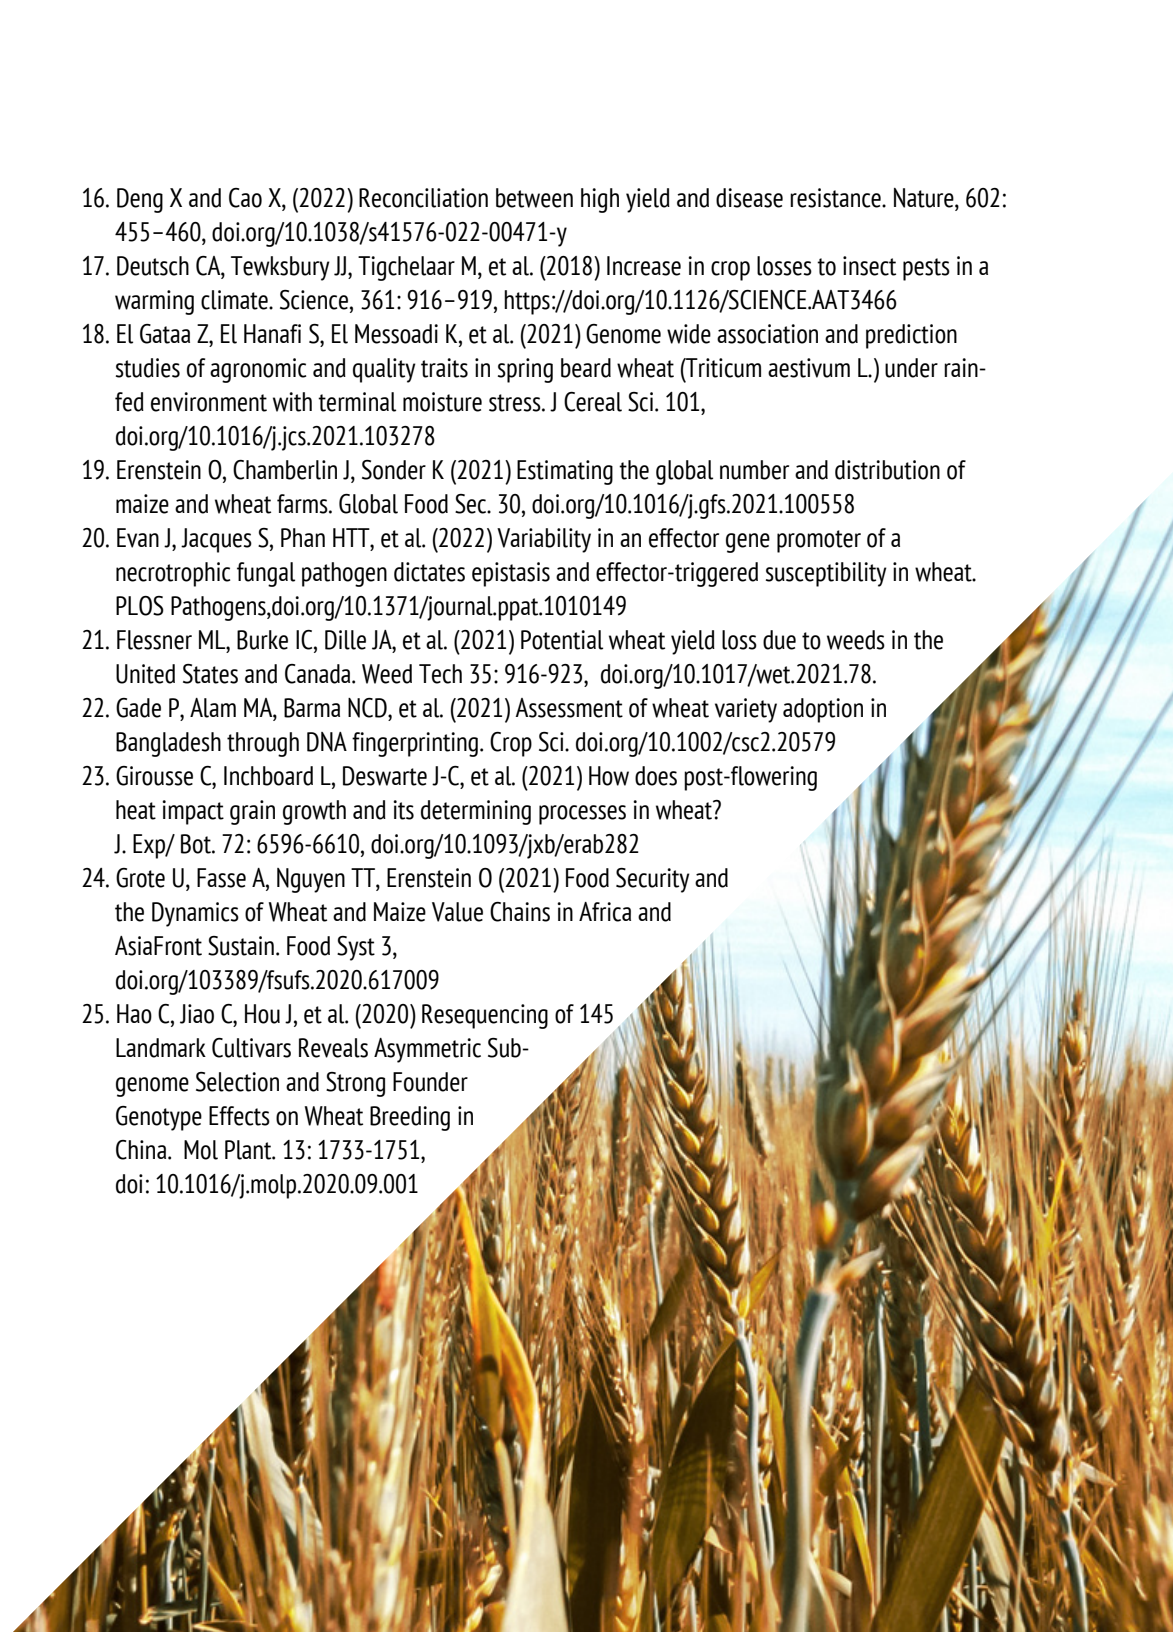 16. Deng X and Cao X, (2022) Reconciliation between high yield and disease resistance. Nature, 602:
455–460, doi.org/10.1038/s41576-022-00471-y
17. Deutsch CA, Tewksbury JJ, Tigchelaar M, et al. (2018) Increase in crop losses to insect pests in a
warming climate. Science, 361: 916–919, https://doi.org/10.1126/SCIENCE.AAT3466
18. El Gataa Z, El Hanafi S, El Messoadi K, et al. (2021) Genome wide association and prediction
studies of agronomic and quality traits in spring beard wheat (Triticum aestivum L.) under rain-
fed environment with terminal moisture stress. J Cereal Sci. 101,
doi.org/10.1016/j.jcs.2021.103278
19. Erenstein O, Chamberlin J, Sonder K (2021) Estimating the global number and distribution of
maize and wheat farms. Global Food Sec. 30, doi.org/10.1016/j.gfs.2021.100558
20. Evan J, Jacques S, Phan HTT, et al. (2022) Variability in an effector gene promoter of a
necrotrophic fungal pathogen dictates epistasis and effector-triggered susceptibility in wheat.
PLOS Pathogens,doi.org/10.1371/journal.ppat.1010149
21. Flessner ML, Burke IC, Dille JA, et al. (2021) Potential wheat yield loss due to weeds in the
United States and Canada. Weed Tech 35: 916-923,  doi.org/10.1017/wet.2021.78.
22. Gade P, Alam MA, Barma NCD, et al. (2021) Assessment of wheat variety adoption in
Bangladesh through DNA fingerprinting. Crop Sci. doi.org/10.1002/csc2.20579
23. Girousse C, Inchboard L, Deswarte J-C, et al. (2021) How does post-flowering
heat impact grain growth and its determining processes in wheat?
J. Exp/ Bot. 72: 6596-6610, doi.org/10.1093/jxb/erab282
24. Grote U, Fasse A, Nguyen TT, Erenstein O (2021) Food Security and
the Dynamics of Wheat and Maize Value Chains in Africa and
AsiaFront Sustain. Food Syst 3,
doi.org/103389/fsufs.2020.617009
25. Hao C, Jiao C, Hou J, et al. (2020) Resequencing of 145
Landmark Cultivars Reveals Asymmetric Sub-
genome Selection and Strong Founder
Genotype Effects on Wheat Breeding in
China.  Mol Plant. 13: 1733-1751,
doi: 10.1016/j.molp.2020.09.001